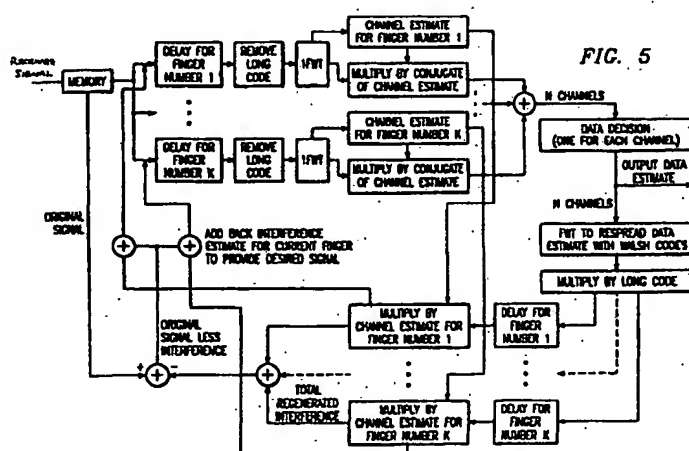 FIG. 5
RECEIVED
SIGNAL
MEMORY
DELAY FOR
FINGER
NUMBER 1
REMOVE
LONG
CODE
IFWT
CHANNEL ESTIMATE
FOR FINGER NUMBER 1
MULTIPLY BY CONJUGATE
OF CHANNEL ESTIMATE
DELAY FOR
FINGER
NUMBER K
REMOVE
LONG
CODE
IFWT
CHANNEL ESTIMATE
FOR FINGER NUMBER K
MULTIPLY BY CONJUGATE
OF CHANNEL ESTIMATE
+
N CHANNELS
DATA DECISION
(ONE FOR EACH CHANNEL)
OUTPUT DATA
ESTIMATE
N CHANNELS
FWT TO RESPREAD DATA
ESTIMATE WITH WALSH CODES
MULTIPLY BY LONG CODE
ORIGINAL
SIGNAL
+
+
ADD BACK INTERFERENCE
ESTIMATE FOR CURRENT FINGER
TO PROVIDE DESIRED SIGNAL
ORIGINAL
SIGNAL LESS
INTERFERENCE
+
+
−
+
TOTAL
REGENERATED
INTERFERENCE
MULTIPLY BY
CHANNEL ESTIMATE FOR
FINGER NUMBER 1
DELAY FOR
FINGER
NUMBER 1
MULTIPLY BY
CHANNEL ESTIMATE FOR
FINGER NUMBER K
DELAY FOR
FINGER
NUMBER K